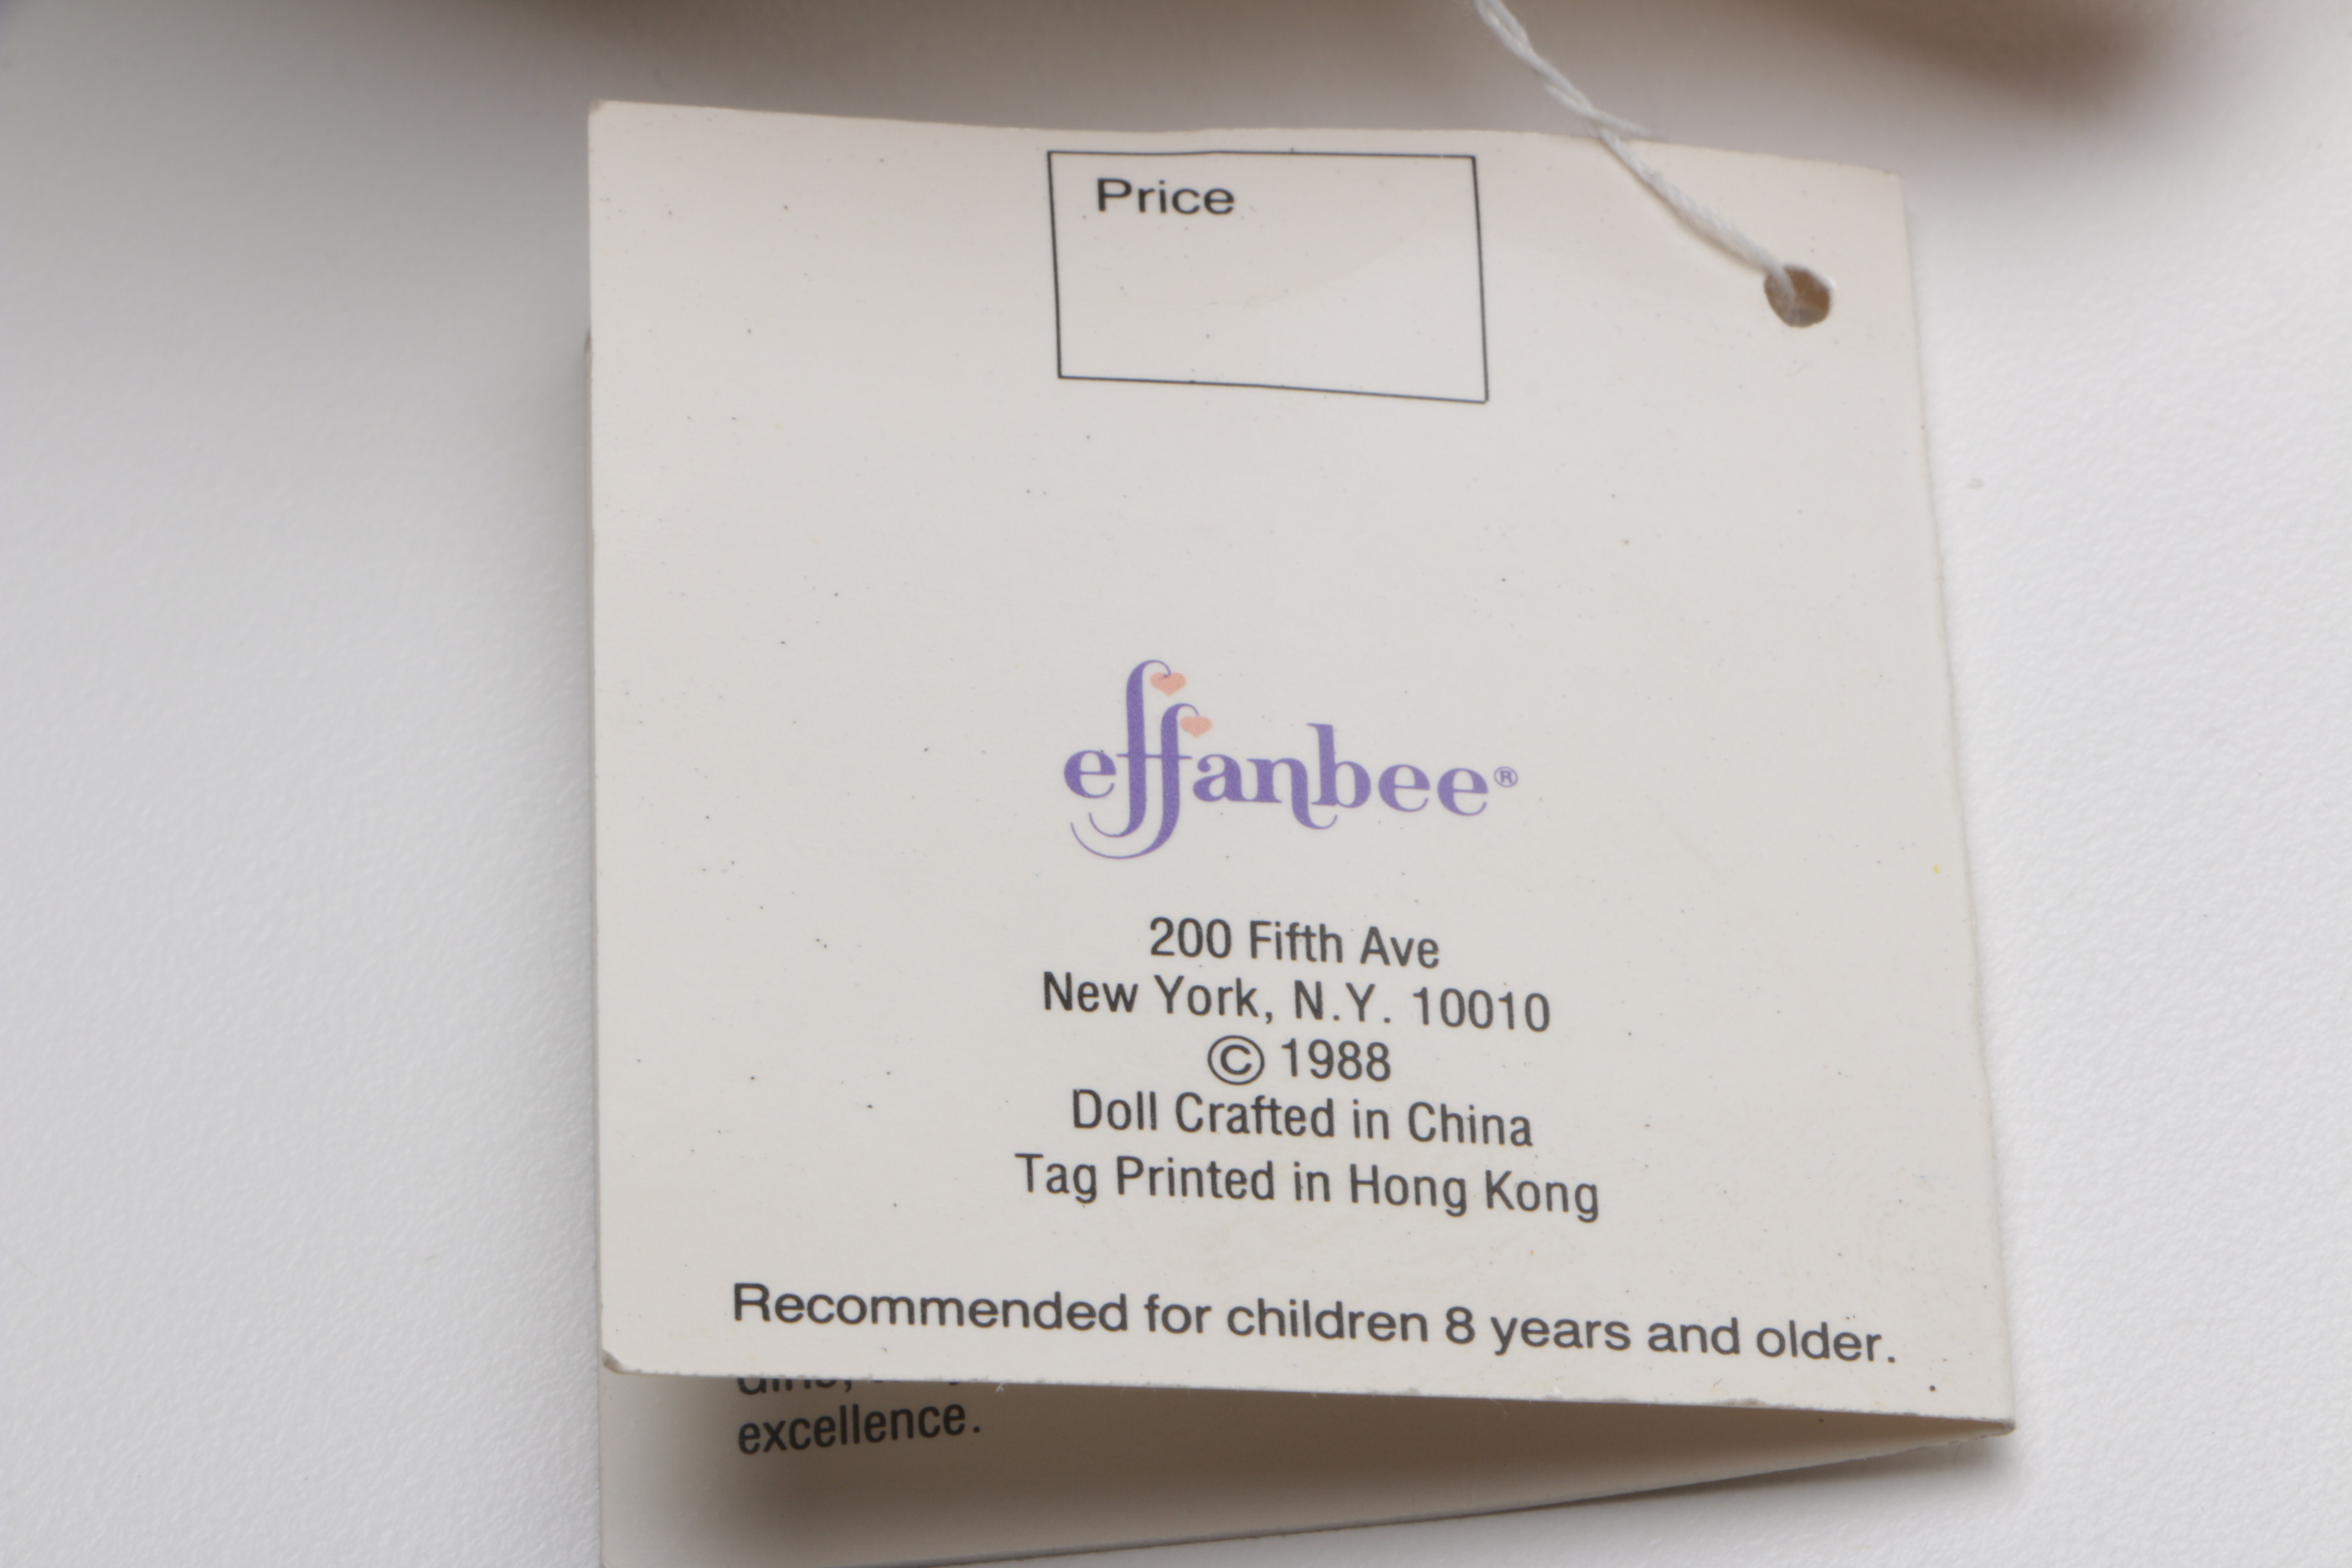 Price
effanbee®
200 Fifth Ave
New York, N.Y. 10010
© 1988
Doll Crafted in China
Tag Printed in Hong Kong
Recommended for children 8 years and older.
excellence.